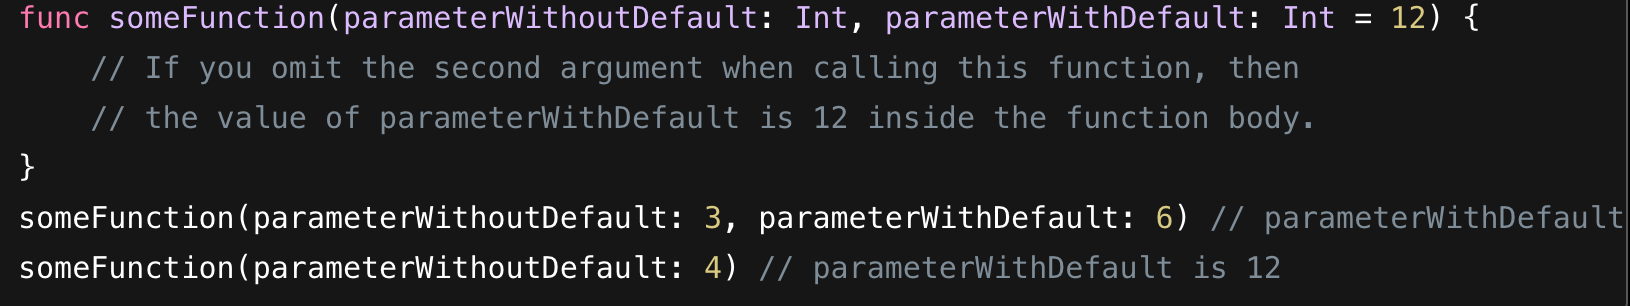 func someFunction(parameterWithoutDefault: Int, parameterWithDefault: Int = 12) {
    // If you omit the second argument when calling this function, then
    // the value of parameterWithDefault is 12 inside the function body.
}
someFunction(parameterWithoutDefault: 3, parameterWithDefault: 6) // parameterWithDefault
someFunction(parameterWithoutDefault: 4) // parameterWithDefault is 12